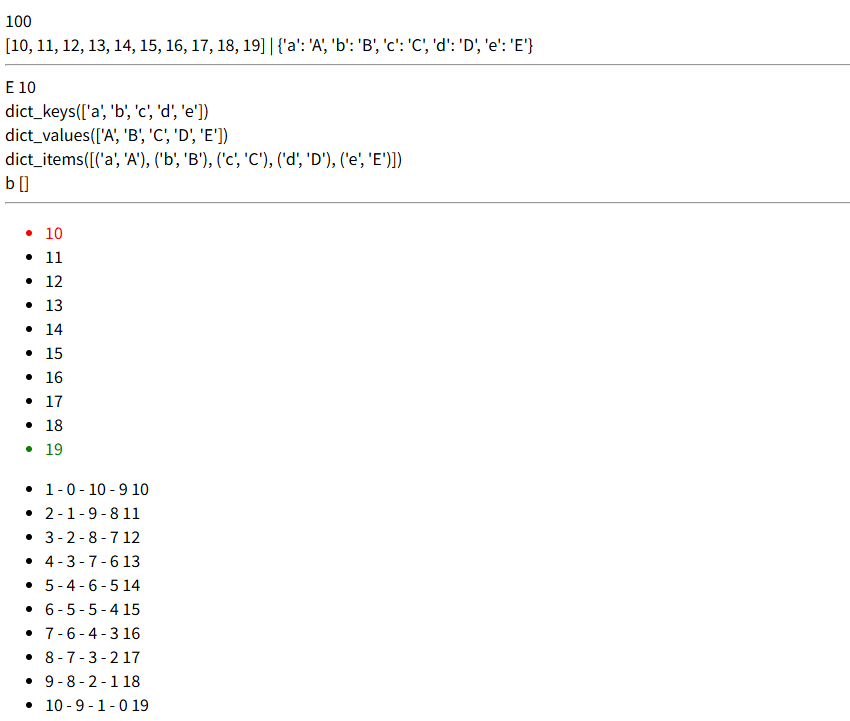 100
[10, 11, 12, 13, 14, 15, 16, 17, 18, 19] | {'a': 'A', 'b': 'B', 'c': 'C', 'd': 'D', 'e': 'E'}
E 10
dict_keys(['a', 'b', 'c', 'd', 'e'])
dict_values(['A', 'B', 'C', 'D', 'E'])
dict_items([('a', 'A'), ('b', 'B'), ('c', 'C'), ('d', 'D'), ('e', 'E')])
b []
• 10
• 11
• 12
• 13
• 14
• 15
• 16
• 17
• 18
• 19
• 1 - 0 - 10 - 9 10
• 2 - 1 - 9 - 8 11
• 3 - 2 - 8 - 7 12
• 4 - 3 - 7 - 6 13
• 5 - 4 - 6 - 5 14
• 6 - 5 - 5 - 4 15
• 7 - 6 - 4 - 3 16
• 8 - 7 - 3 - 2 17
• 9 - 8 - 2 - 1 18
• 10 - 9 - 1 - 0 19